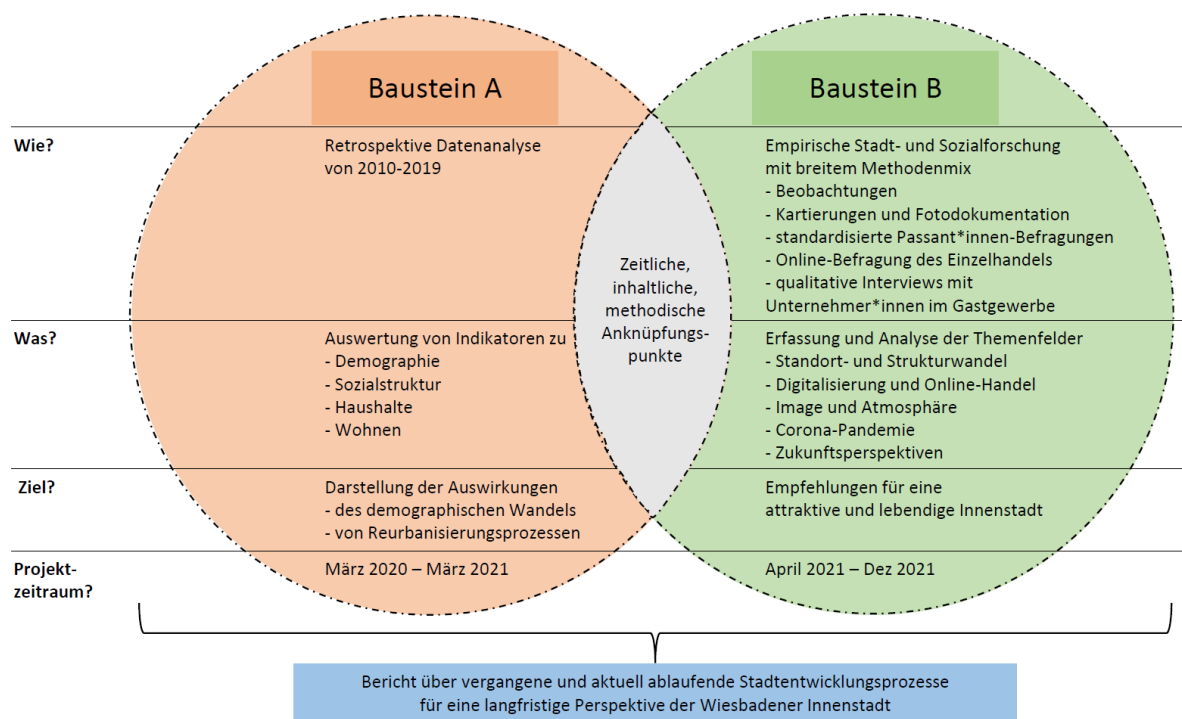 Baustein A
Baustein B
Wie?
Retrospektive Datenanalyse
von 2010-2019
Empirische Stadt- und Sozialforschung
mit breitem Methodenmix
- Beobachtungen
- Kartierungen und Fotodokumentation
- standardisierte Passant*innen-Befragungen
- Online-Befragung des Einzelhandels
- qualitative Interviews mit
Unternehmer*innen im Gastgewerbe
Zeitliche,
inhaltliche,
methodische
Anknüpfungs-
punkte
Was?
Auswertung von Indikatoren zu
- Demographie
- Sozialstruktur
- Haushalte
- Wohnen
Erfassung und Analyse der Themenfelder
- Standort- und Strukturwandel
- Digitalisierung und Online-Handel
- Image und Atmosphäre
- Corona-Pandemie
- Zukunftsperspektiven
Ziel?
Darstellung der Auswirkungen
- des demographischen Wandels
- von Reurbanisierungsprozessen
Empfehlungen für eine
attraktive und lebendige Innenstadt
Projekt-
zeitraum?
März 2020 – März 2021
April 2021 – Dez 2021
Bericht über vergangene und aktuell ablaufende Stadtentwicklungsprozesse
für eine langfristige Perspektive der Wiesbadener Innenstadt